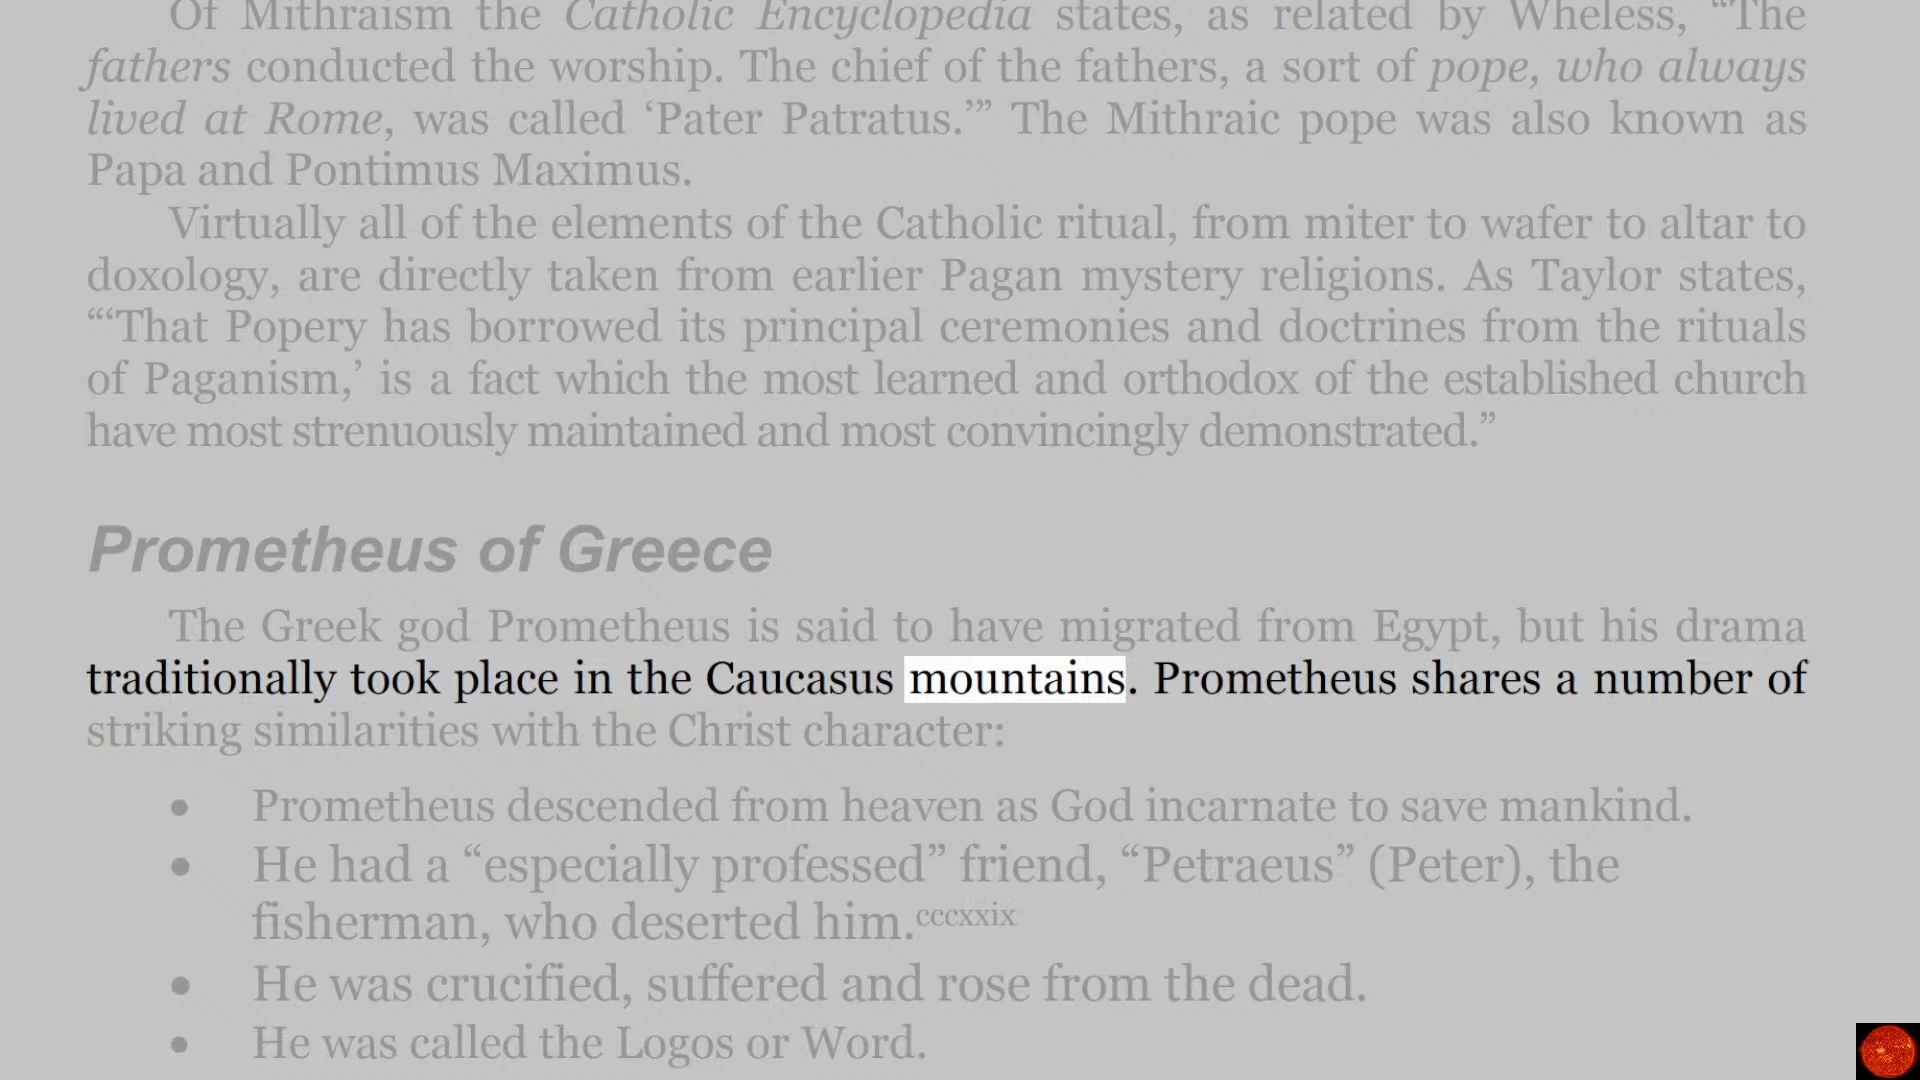 Of Mithraism the Catholic Encyclopedia states, as related by Wheless, “The
fathers conducted the worship. The chief of the fathers, a sort of pope, who always
lived at Rome, was called ‘Pater Patratus.’” The Mithraic pope was also known as
Papa and Pontimus Maximus.
Virtually all of the elements of the Catholic ritual, from miter to wafer to altar to
doxology, are directly taken from earlier Pagan mystery religions. As Taylor states,
“‘That Popery has borrowed its principal ceremonies and doctrines from the rituals
of Paganism,’ is a fact which the most learned and orthodox of the established church
have most strenuously maintained and most convincingly demonstrated.”
Prometheus of Greece
The Greek god Prometheus is said to have migrated from Egypt, but his drama
traditionally took place in the Caucasus mountains. Prometheus shares a number of
striking similarities with the Christ character:
• Prometheus descended from heaven as God incarnate to save mankind.
• He had a “especially professed” friend, “Petraeus” (Peter), the
fisherman, who deserted him.cccxxix
• He was crucified, suffered and rose from the dead.
• He was called the Logos or Word.